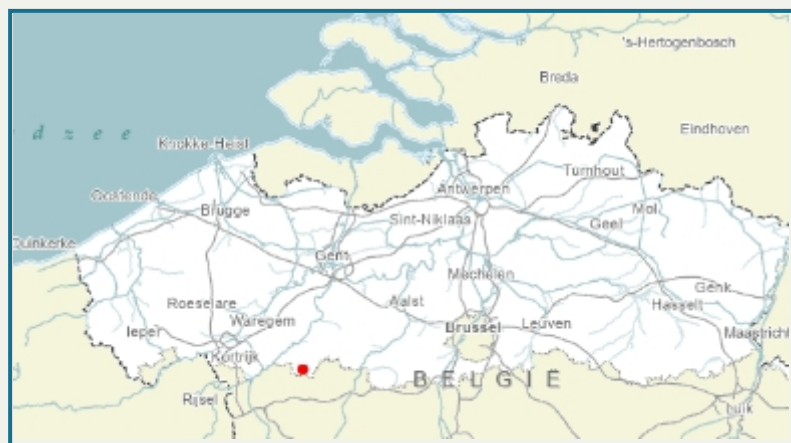 's-Hertogenbosch
Breda
d z e e
Eindhoven
Knokke-Heist
Turnhout
Antwerpen
Oostende
Mol
Brugge
Sint-Niklaas
Geel
Duinkerke
Gent
Mechelen
Genk
Roeselare
Aalst
Hasselt
Waregem
Ieper
Brussel
Leuven
Maastricht
Kortrijk
BELGIË
Rijsel
Luik